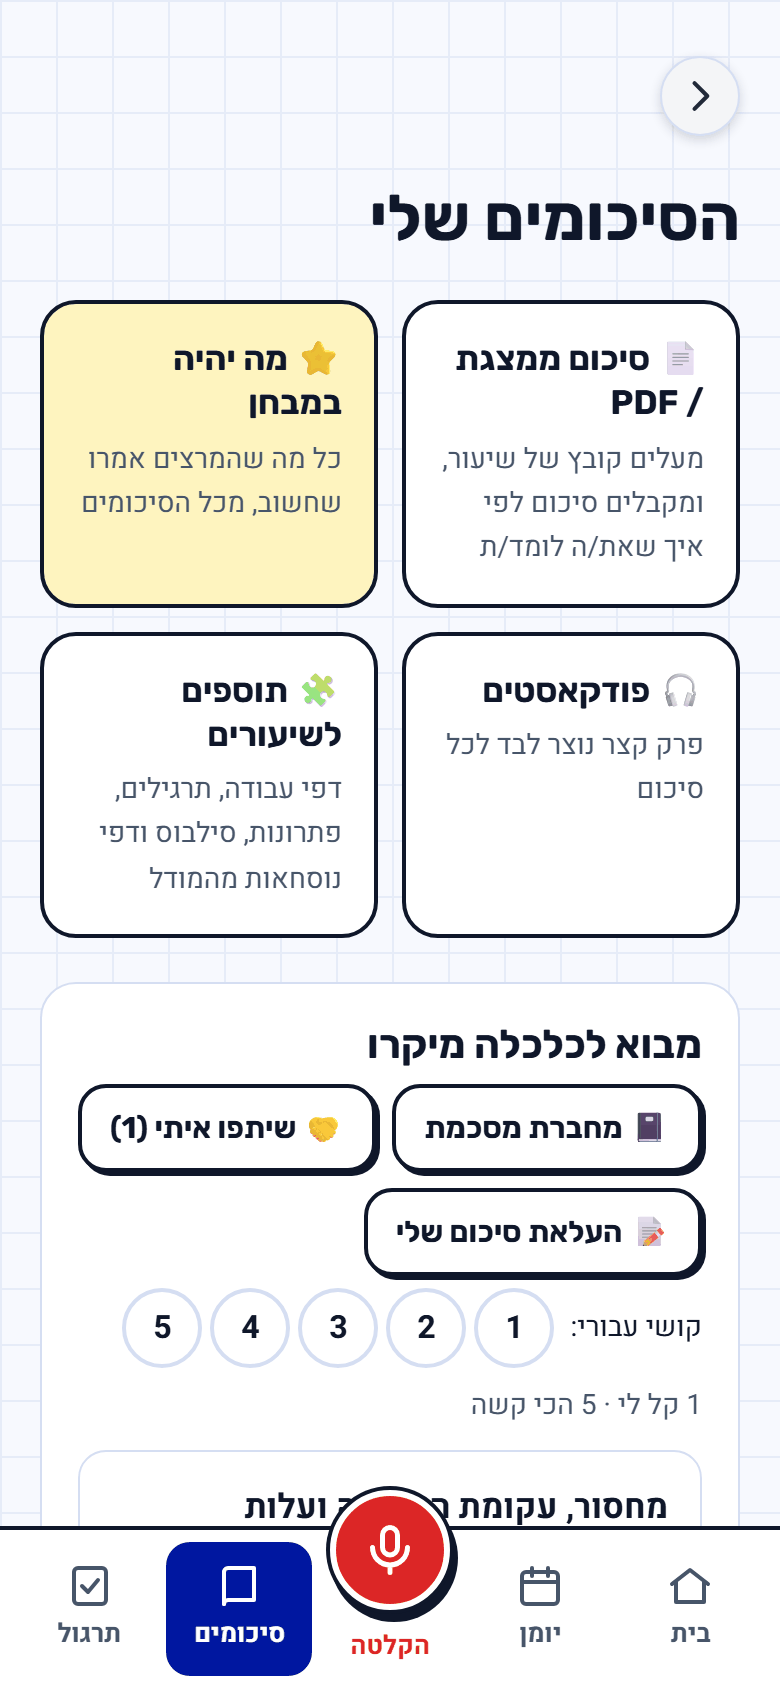 הסיכומים שלי
📄 סיכום ממצגת
/ PDF
מעלים קובץ של שיעור,
ומקבלים סיכום לפי
איך שאת/ה לומד/ת
⭐ מה יהיה
במבחן
כל מה שהמרצים אמרו
שחשוב, מכל הסיכומים
🎧 פודקאסטים
פרק קצר נוצר לבד לכל
סיכום
🧩 תוספים
לשיעורים
דפי עבודה, תרגילים,
פתרונות, סילבוס ודפי
נוסחאות מהמודל
מבוא לכלכלה מיקרו
📓 מחברת מסכמת
🤝 שיתפו איתי (1)
📝 העלאת סיכום שלי
קושי עבורי: 1 2 3 4 5
1 קל לי · 5 הכי קשה
מחסור, עקומת ועלות
בית
יומן
הקלטה
סיכומים
תרגול